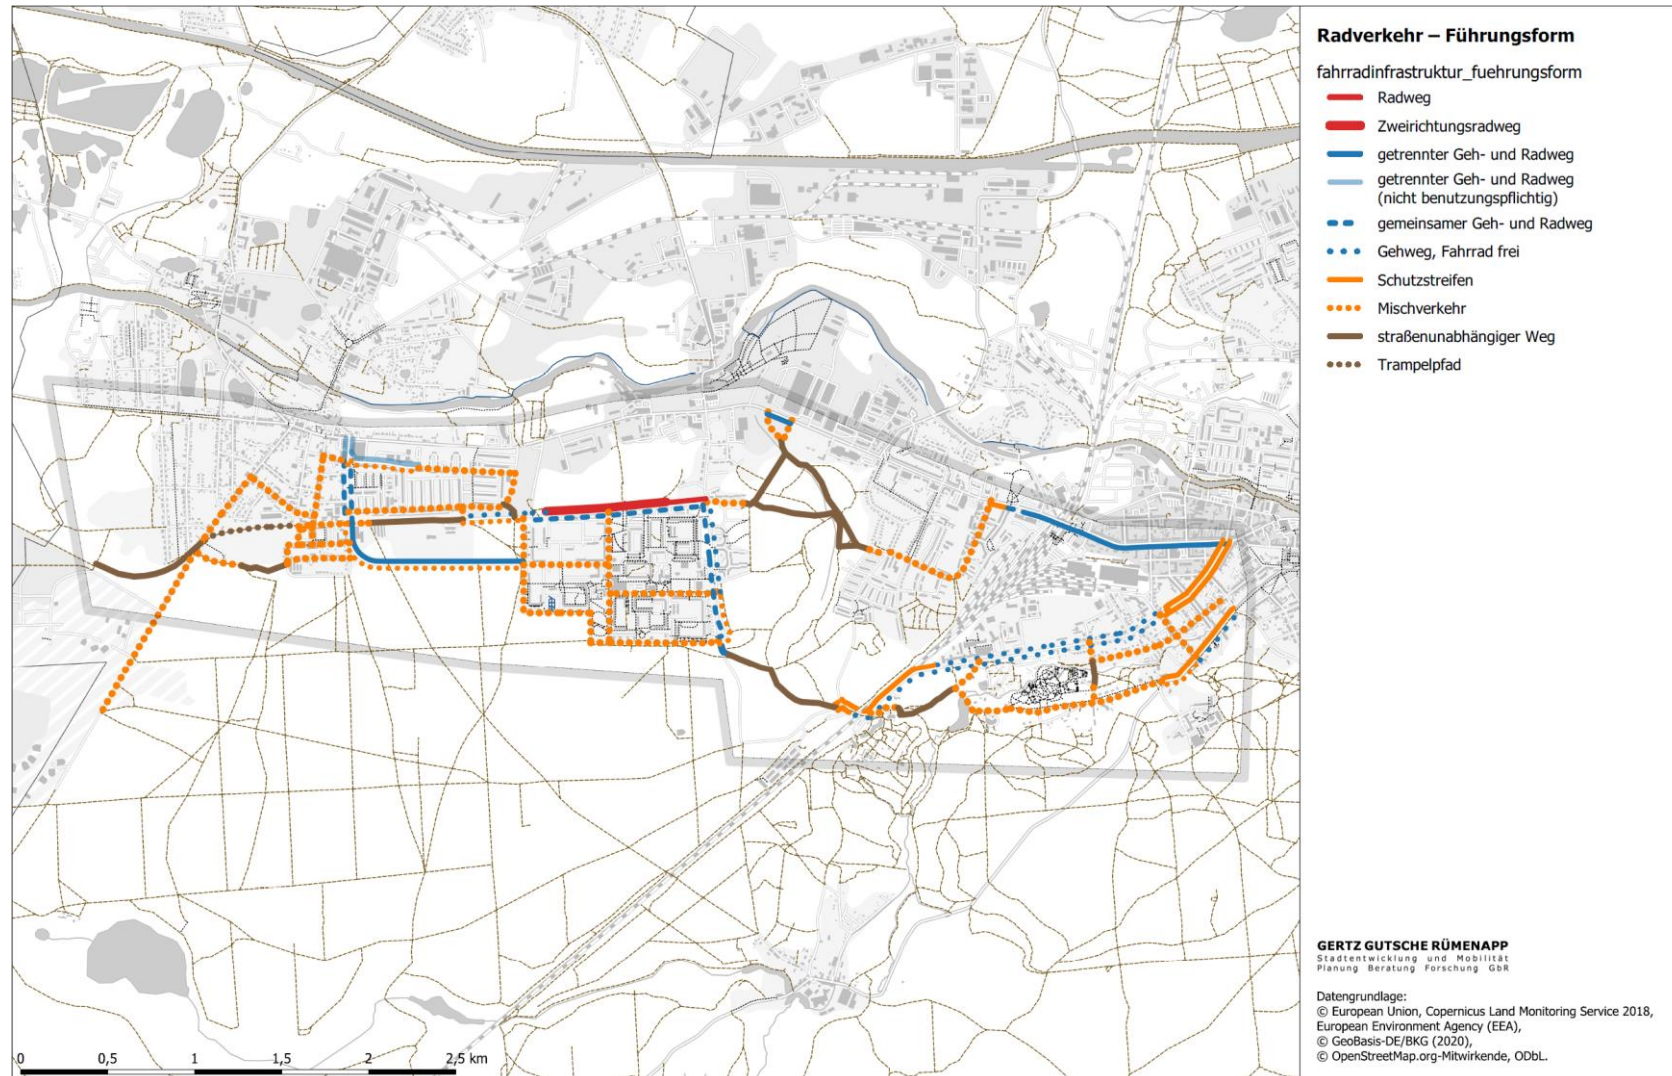 Radverkehr – Führungsform
fahrradinfrastruktur_fuehrungsform
Radweg
Zweirichtungsradweg
getrennter Geh- und Radweg
getrennter Geh- und Radweg
(nicht benutzungspflichtig)
gemeinsamer Geh- und Radweg
Gehweg, Fahrrad frei
Schutzstreifen
Mischverkehr
straßenunabhängiger Weg
Trampelpfad
GERTZ GUTSCHE RÜMENAPP
Stadtentwicklung und Mobilität
Planung Beratung Forschung GbR
Datengrundlage:
© European Union, Copernicus Land Monitoring Service 2018,
European Environment Agency (EEA),
© GeoBasis-DE/BKG (2020),
© OpenStreetMap.org-Mitwirkende, ODbL.
0 0,5 1 1,5 2 2,5 km